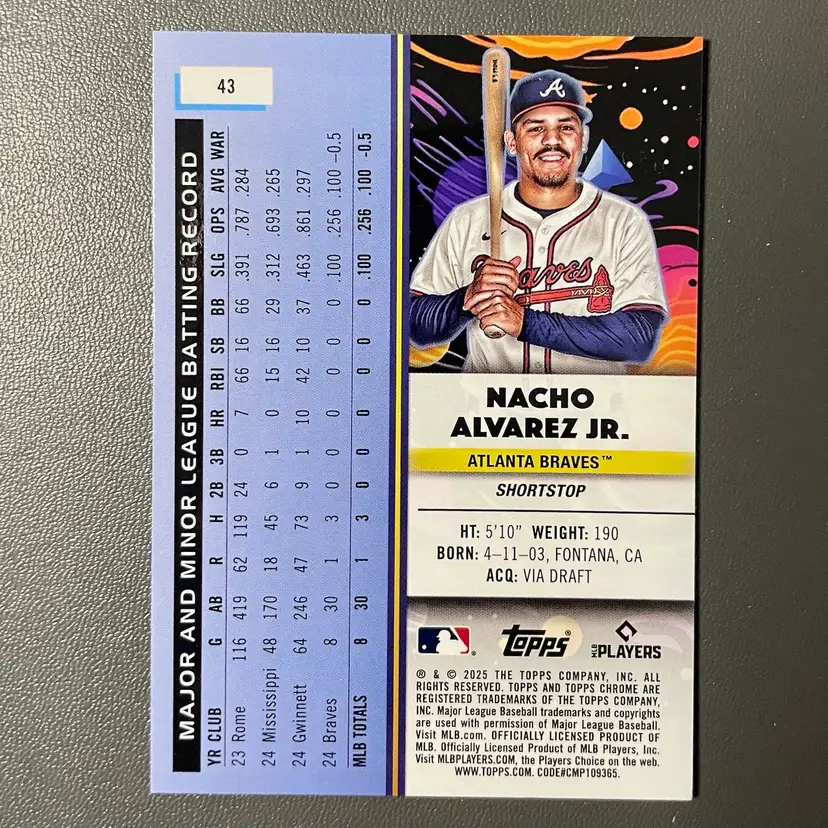 43
MAJOR AND MINOR LEAGUE BATTING RECORD
YR CLUB G AB R H 2B 3B HR RBI SB BB SLG OPS AVG WAR
23 Rome 116 419 62 119 24 0 7 66 16 66 .391 .787 .284
24 Mississippi 48 170 18 45 6 1 0 15 16 29 .312 .693 .265
24 Gwinnett 64 246 47 73 9 1 10 42 10 37 .463 .861 .297
24 Braves 8 30 1 3 0 0 0 0 0 0 .100 .256 .100 –0.5
MLB TOTALS 8 30 1 3 0 0 0 0 0 0 .100 .256 .100 -0.5
A
Braves
NACHO
ALVAREZ JR.
ATLANTA BRAVES™
SHORTSTOP
HT: 5'10" WEIGHT: 190
BORN: 4–11–03, FONTANA, CA
ACQ: VIA DRAFT
topps® MLB PLAYERS
® & © 2025 THE TOPPS COMPANY, INC. ALL
RIGHTS RESERVED. TOPPS AND TOPPS CHROME ARE
REGISTERED TRADEMARKS OF THE TOPPS COMPANY,
INC. Major League Baseball trademarks and copyrights
are used with permission of Major League Baseball.
Visit MLB.com. OFFICIALLY LICENSED PRODUCT OF
MLB. Officially Licensed Product of MLB Players, Inc.
Visit MLBPLAYERS.com, the Players Choice on the web.
WWW.TOPPS.COM. CODE#CMP109365.